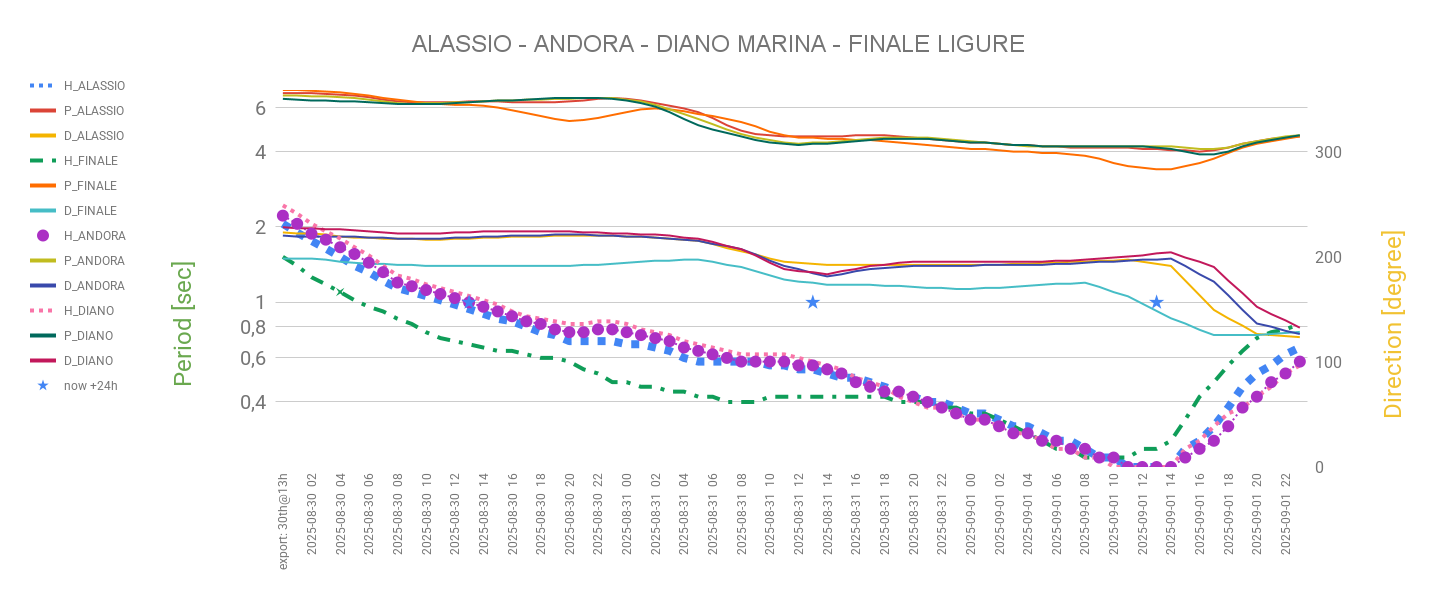 ALASSIO - ANDORA - DIANO MARINA - FINALE LIGURE
H_ALASSIO
P_ALASSIO
D_ALASSIO
H_FINALE
P_FINALE
D_FINALE
H_ANDORA
P_ANDORA
D_ANDORA
H_DIANO
P_DIANO
D_DIANO
now +24h
Period [sec]
6
4
2
1
0,8
0,6
0,4
300
200
100
0
Direction [degree]
export: 30th@13h
2025-08-30 02
2025-08-30 04
2025-08-30 06
2025-08-30 08
2025-08-30 10
2025-08-30 12
2025-08-30 14
2025-08-30 16
2025-08-30 18
2025-08-30 20
2025-08-30 22
2025-08-31 00
2025-08-31 02
2025-08-31 04
2025-08-31 06
2025-08-31 08
2025-08-31 10
2025-08-31 12
2025-08-31 14
2025-08-31 16
2025-08-31 18
2025-08-31 20
2025-08-31 22
2025-09-01 00
2025-09-01 02
2025-09-01 04
2025-09-01 06
2025-09-01 08
2025-09-01 10
2025-09-01 12
2025-09-01 14
2025-09-01 16
2025-09-01 18
2025-09-01 20
2025-09-01 22